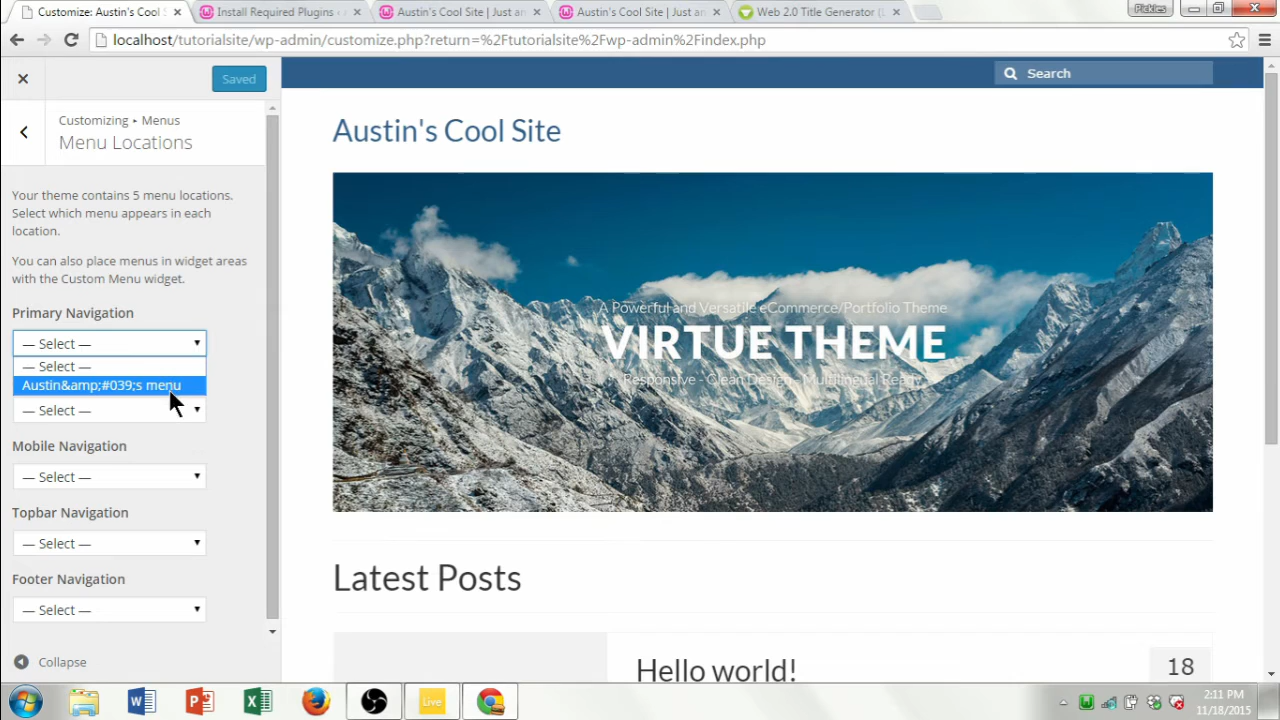 Customize: Austin's Cool S
Install Required Plugins ‹ 
Austin's Cool Site | Just an
Austin's Cool Site | Just an
Web 2.0 Title Generator (
Pickles
localhost/tutorialsite/wp-admin/customize.php?return=%2Ftutorialsite%2Fwp-admin%2Findex.php
Saved
Customizing ▸ Menus
Menu Locations
Your theme contains 5 menu locations.
Select which menu appears in each
location.
You can also place menus in widget areas
with the Custom Menu widget.
Primary Navigation
— Select —
— Select —
Austin&amp;#039;s menu
— Select —
Mobile Navigation
— Select —
Topbar Navigation
— Select —
Footer Navigation
— Select —
Collapse
Search
Austin's Cool Site
A Powerful and Versatile eCommerce/Portfolio Theme
VIRTUE THEME
Responsive - Clean Design - Multilingual Ready
Latest Posts
Hello world!
18
Live
2:11 PM
11/18/2015